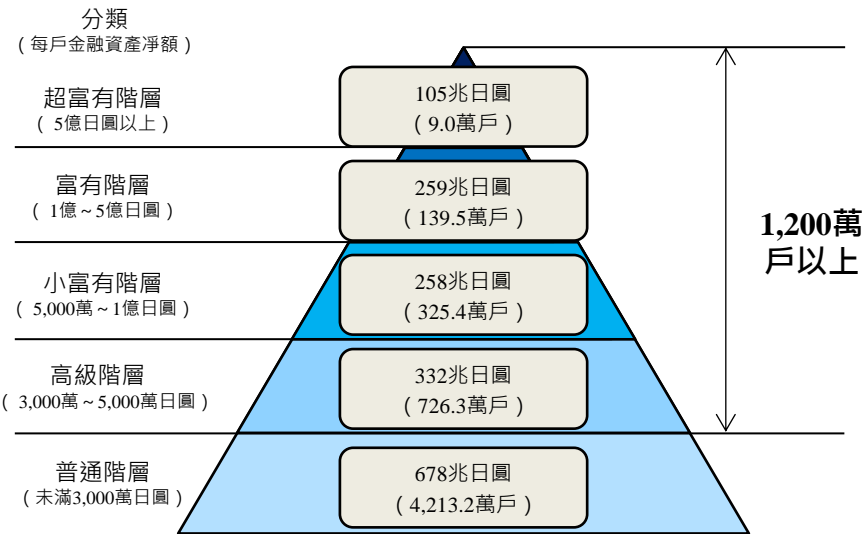 分類
（每戶金融資產凈額）
超富有階層
（ 5億日圓以上）
105兆日圓
（9.0萬戶）
富有階層
（ 1億～5億日圓）
259兆日圓
（139.5萬戶）
小富有階層
（ 5,000萬～1億日圓）
258兆日圓
（325.4萬戶）
高級階層
（ 3,000萬～5,000萬日圓）
332兆日圓
（726.3萬戶）
普通階層
（未滿3,000萬日圓）
678兆日圓
（4,213.2萬戶）
1,200萬
戶以上